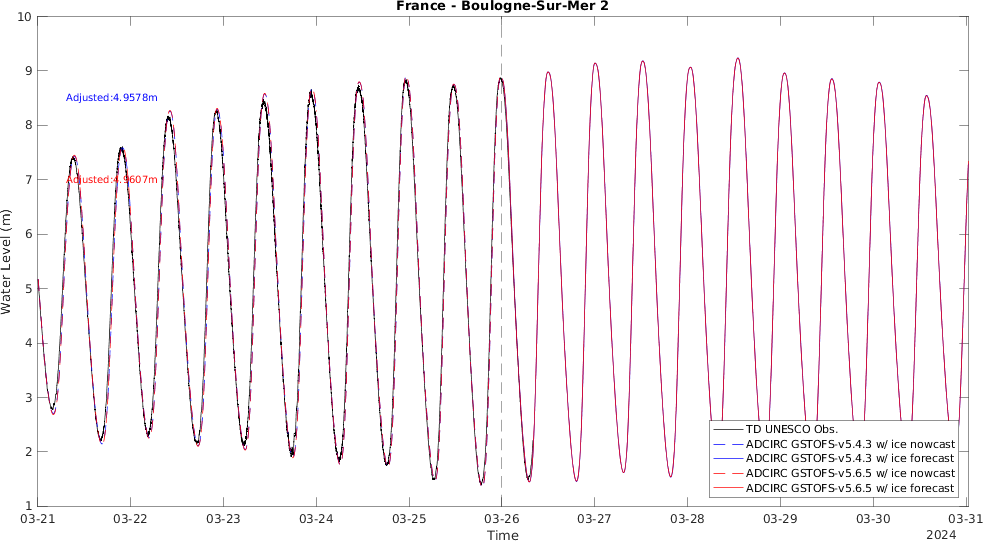 France - Boulogne-Sur-Mer 2
10
9
8
7
6
5
4
3
2
1
Water Level (m)
Adjusted:4.9578m
Adjusted:4.9607m
TD UNESCO Obs.
ADCIRC GSTOFS-v5.4.3 w/ ice nowcast
ADCIRC GSTOFS-v5.4.3 w/ ice forecast
ADCIRC GSTOFS-v5.6.5 w/ ice nowcast
ADCIRC GSTOFS-v5.6.5 w/ ice forecast
03-21 03-22 03-23 03-24 03-25 03-26 03-27 03-28 03-29 03-30 03-31
Time
2024